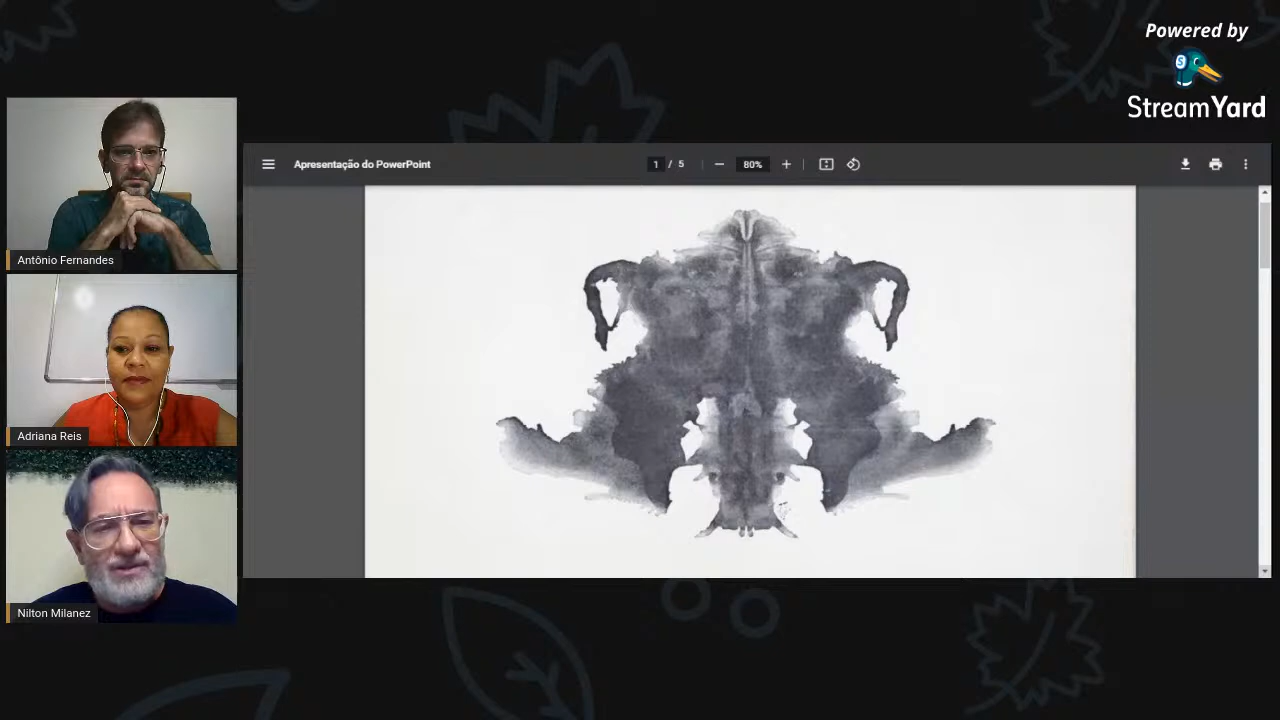 Powered by
S
StreamYard
Apresentação do PowerPoint
1 / 5
80%
Antônio Fernandes
Adriana Reis
Nilton Milanez